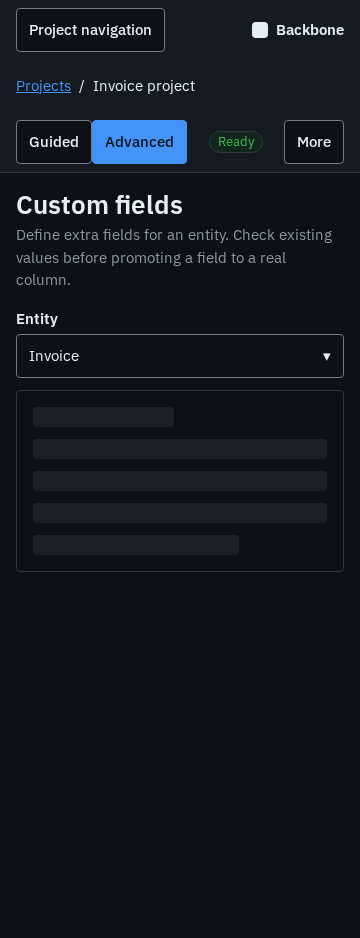 Project navigation
Backbone
Projects / Invoice project
Guided
Advanced
Ready
More
Custom fields
Define extra fields for an entity. Check existing
values before promoting a field to a real
column.
Entity
Invoice